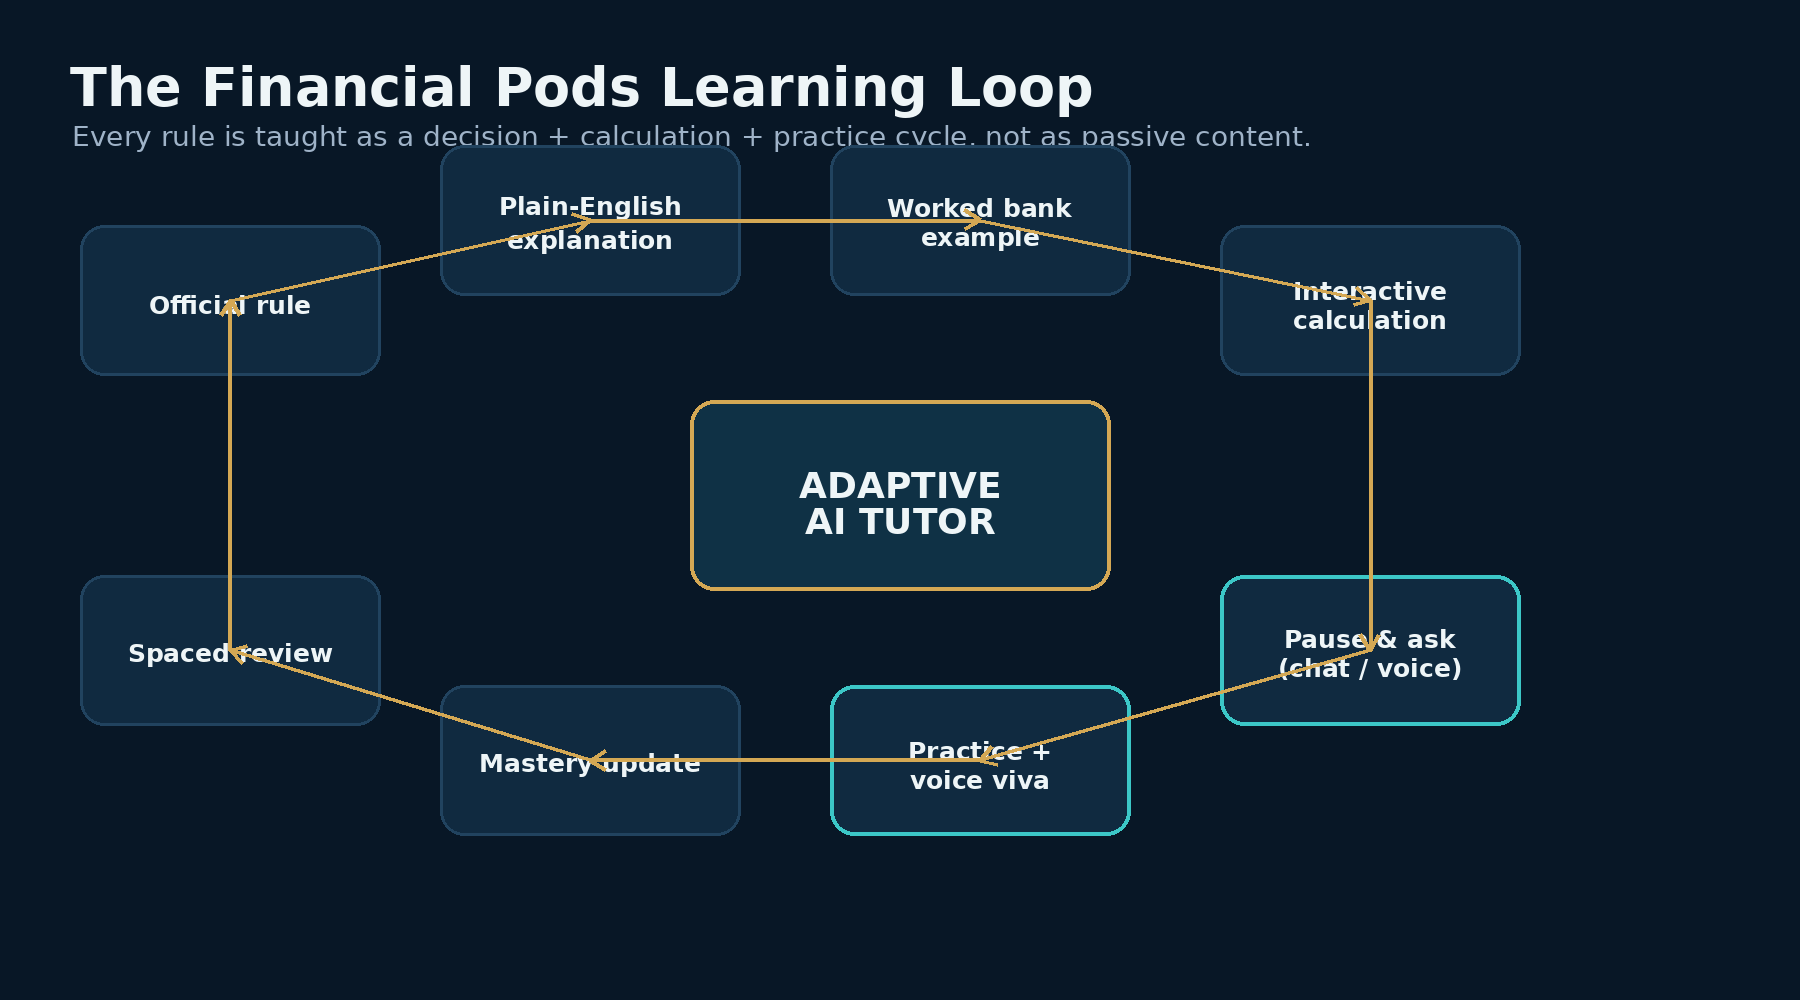 The Financial Pods Learning Loop
Every rule is taught as a decision + calculation + practice cycle, not as passive content.
Official rule
Plain-English
explanation
Worked bank
example
Interactive
calculation
ADAPTIVE
AI TUTOR
Pause & ask
(chat / voice)
Practice +
voice viva
Mastery update
Spaced review